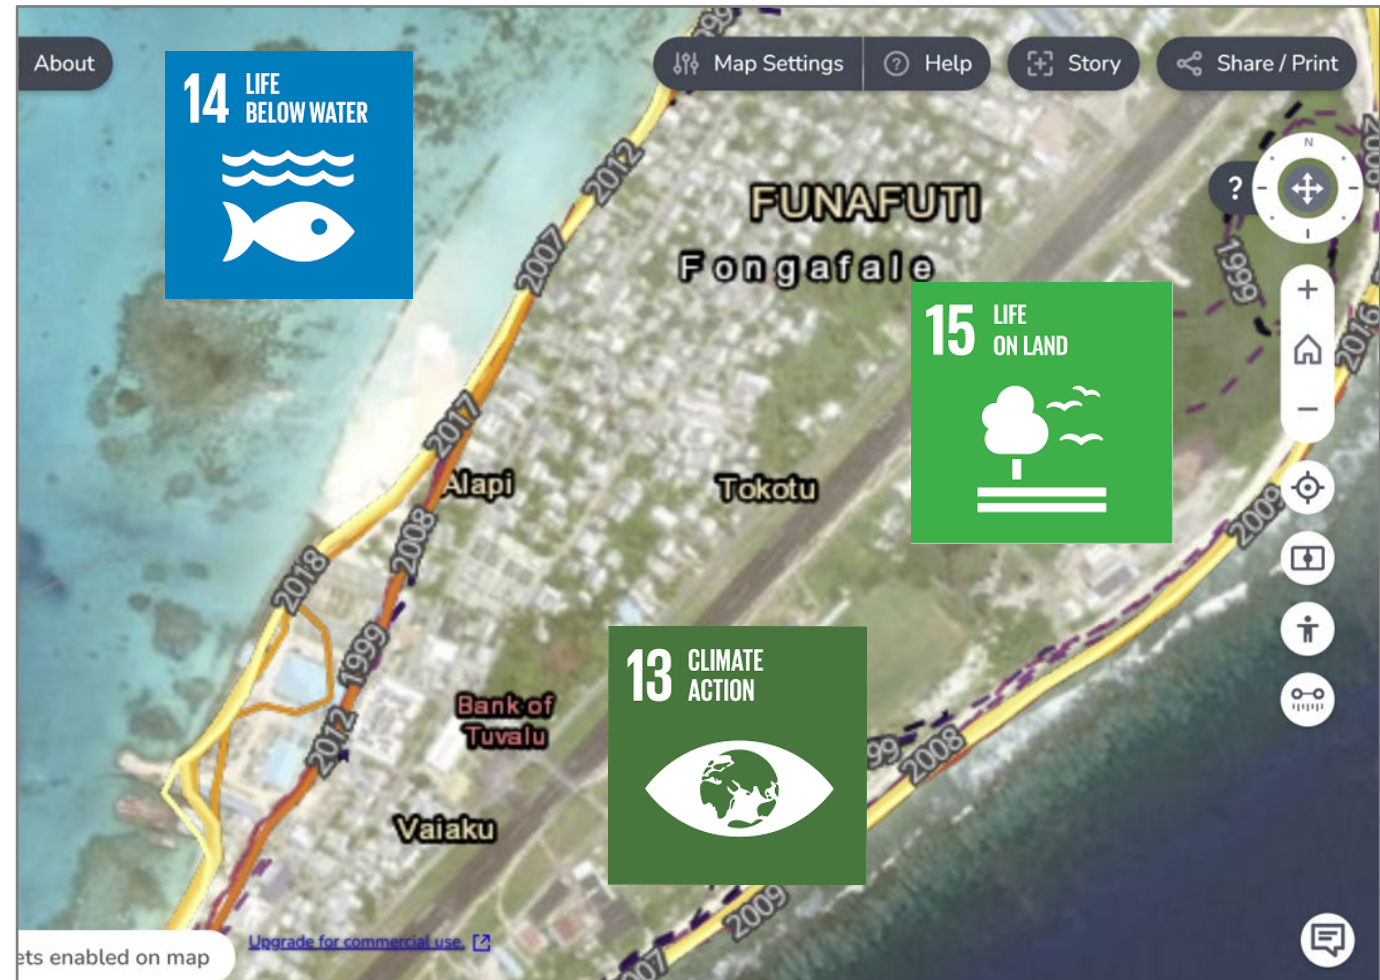 About
Map Settings
Help
Story
Share / Print
14 LIFE
BELOW WATER
99
2012
2007
2017
2018
2008
1999
2012
FUNAFUTI
Fongafale
N
?
1999
2016
15 LIFE
ON LAND
Alapi
Tokotu
2009
13 CLIMATE
ACTION
Bank of
Tuvalu
99
2008
Vaiaku
2009
007
Upgrade for commercial use.
ets enabled on map